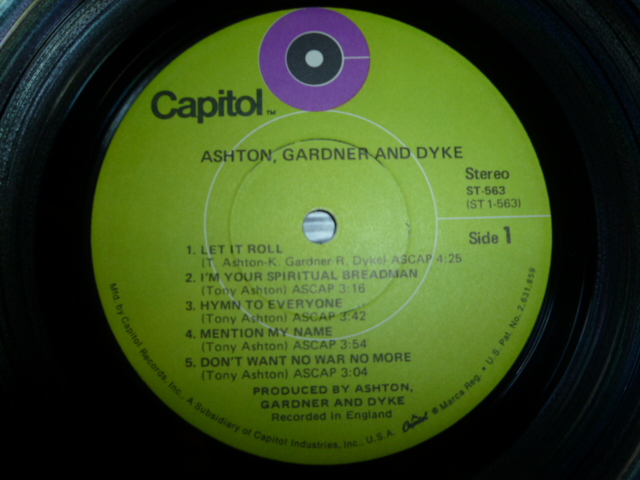 Capitol™
ASHTON, GARDNER AND DYKE
Stereo
ST-563
(ST 1-563)
Side 1
1. LET IT ROLL
(T. Ashton-K. Gardner-R. Dyke) ASCAP 4:25
2. I'M YOUR SPIRITUAL BREADMAN
(Tony Ashton) ASCAP 3:16
3. HYMN TO EVERYONE
(Tony Ashton) ASCAP 3:42
4. MENTION MY NAME
(Tony Ashton) ASCAP 3:54
5. DON'T WANT NO WAR NO MORE
(Tony Ashton) ASCAP 3:04
PRODUCED BY ASHTON,
GARDNER AND DYKE
Recorded in England
Mfd. by Capitol Records, Inc., A Subsidiary of Capitol Industries, Inc., U.S.A. Capitol ® Marca Reg. • U.S. Pat. No. 2,631,859